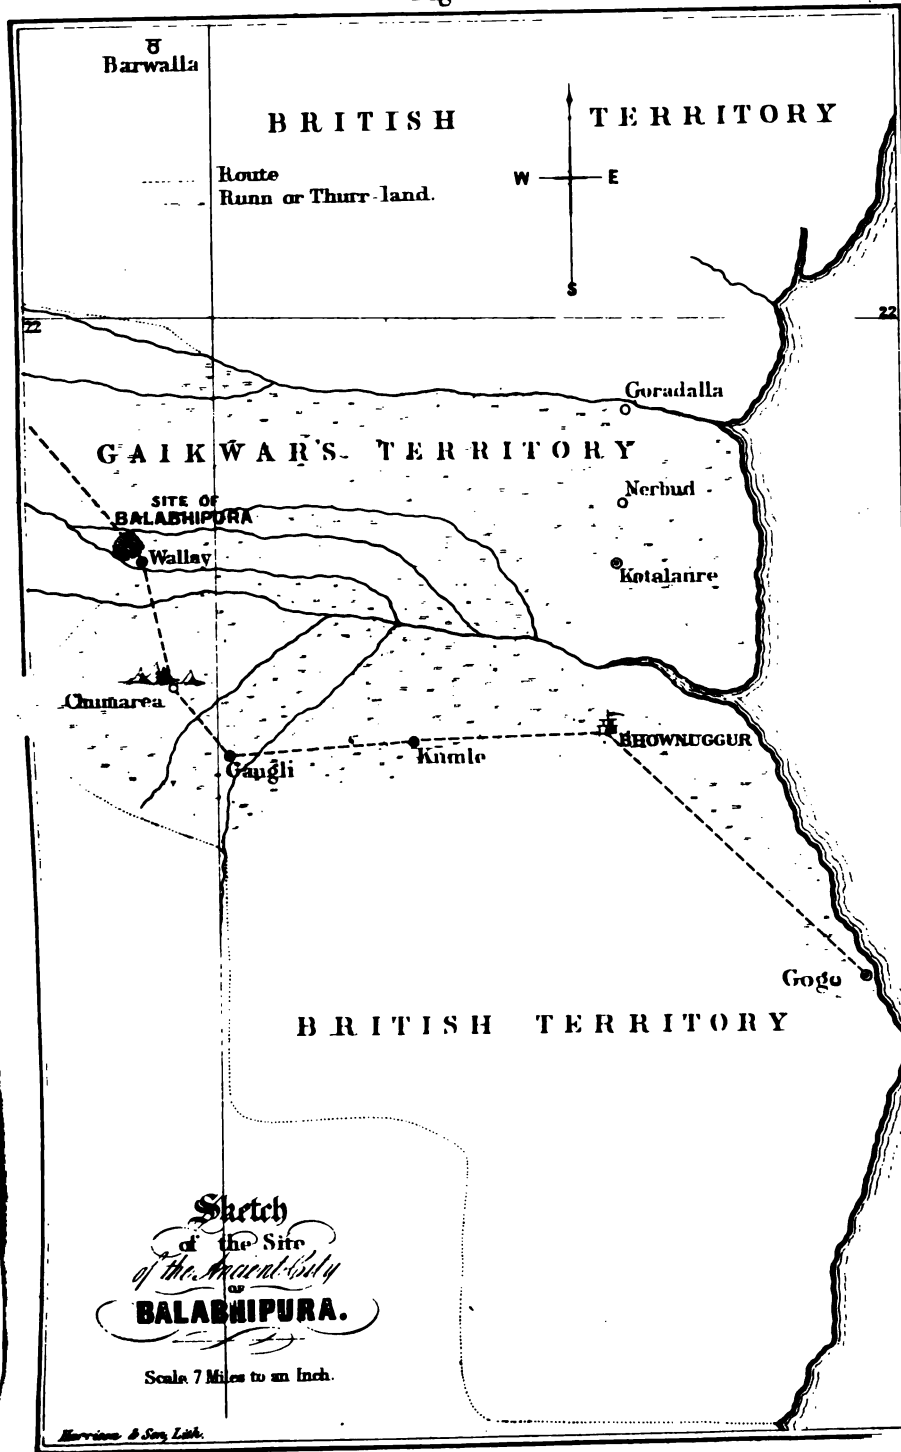 Barwalla
BRITISH TERRITORY
Route
Runn or Thurr-land.
W E
S
22 22
Goradalla
GAIKWAR'S TERRITORY
Nerbud
SITE OF
BALABHIPURA
Wallay
Kotalanre
Chumarea
BHOWNUGGUR
Kumle
Gangli
Gogo
BRITISH TERRITORY
Sketch
of the Site
of the Ancient City
OF
BALABHIPURA.
Scale 7 Miles to an Inch.
Harrison & Son, Lith.